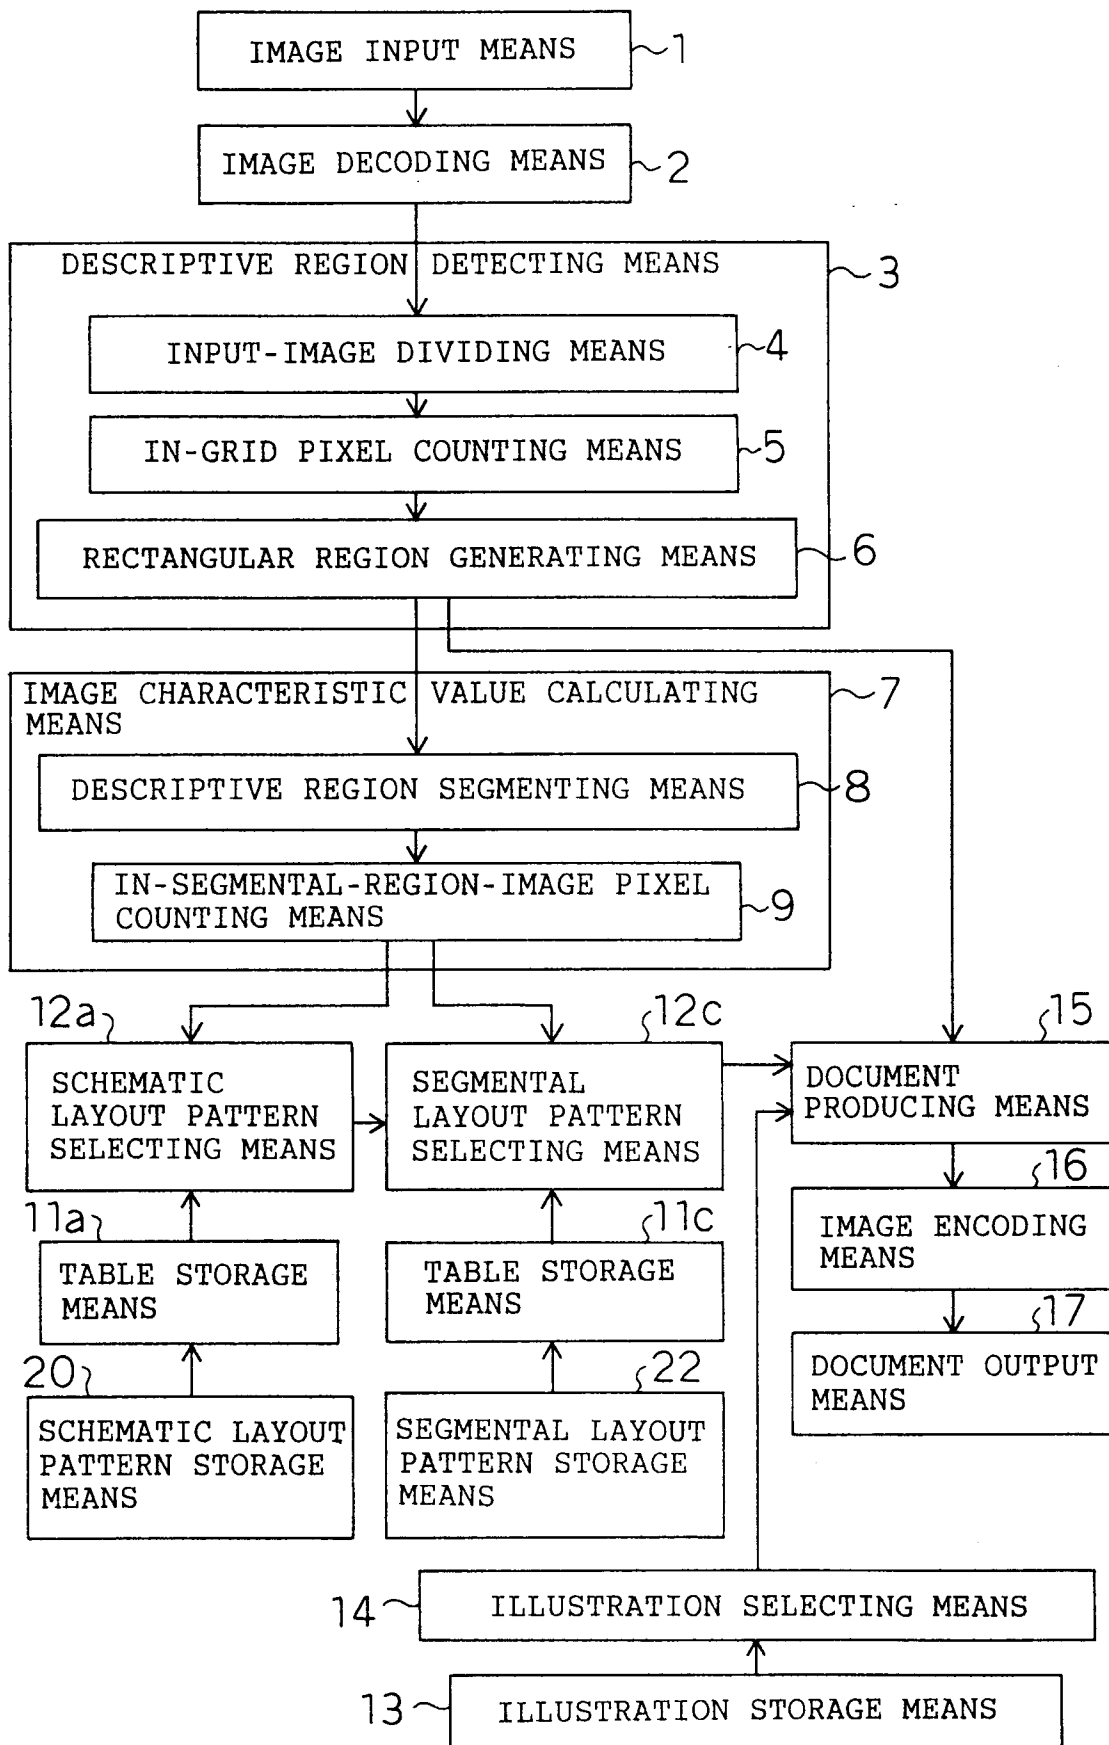 IMAGE INPUT MEANS
1
IMAGE DECODING MEANS
2
DESCRIPTIVE REGION DETECTING MEANS
3
INPUT-IMAGE DIVIDING MEANS
4
IN-GRID PIXEL COUNTING MEANS
5
RECTANGULAR REGION GENERATING MEANS
6
IMAGE CHARACTERISTIC VALUE CALCULATING
MEANS
7
DESCRIPTIVE REGION SEGMENTING MEANS
8
IN-SEGMENTAL-REGION-IMAGE PIXEL
COUNTING MEANS
9
12a
SCHEMATIC
LAYOUT PATTERN
SELECTING MEANS
12c
SEGMENTAL
LAYOUT PATTERN
SELECTING MEANS
15
DOCUMENT
PRODUCING MEANS
11a
TABLE STORAGE
MEANS
11c
TABLE STORAGE
MEANS
16
IMAGE ENCODING
MEANS
20
SCHEMATIC LAYOUT
PATTERN STORAGE
MEANS
22
SEGMENTAL LAYOUT
PATTERN STORAGE
MEANS
17
DOCUMENT OUTPUT
MEANS
14
ILLUSTRATION SELECTING MEANS
13
ILLUSTRATION STORAGE MEANS